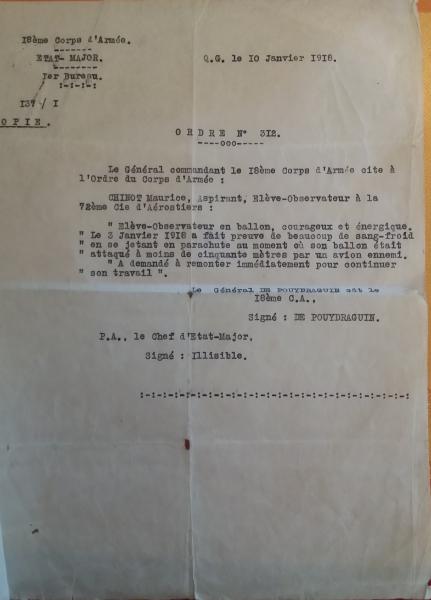 18ème Corps d'Armée.
--------
ETAT-MAJOR.
--------
1er Bureau.
:-:-:-:
137/ I
OPIE.
Q.G. le 10 Janvier 1918.
ORDRE N° 312.
----ooo----
Le Général commandant le 18ème Corps d'Armée cite à
l'Ordre du Corps d'Armée :
CHINOT Maurice, Aspirant, Elève-Observateur à la
72ème Cie d'Aérostiers :
" Elève-Observateur en ballon, courageux et énergique.
" Le 3 Janvier 1918 a fait preuve de beaucoup de sang-froid
" en se jetant en parachute au moment où son ballon était
" attaqué à moins de cinquante mètres par un avion ennemi.
" A demandé à remonter immédiatement pour continuer
" son travail ".
Le Général DE POUYDRAGUIN cdt le
18ème C.A.,
Signé : DE POUYDRAGUIN.
P.A., le Chef d'Etat-Major,
Signé : Illisible.
:-:-:-:-:-:-:-:-:-:-:-:-:-:-:-:-:-:-:-:-:-:-:-: